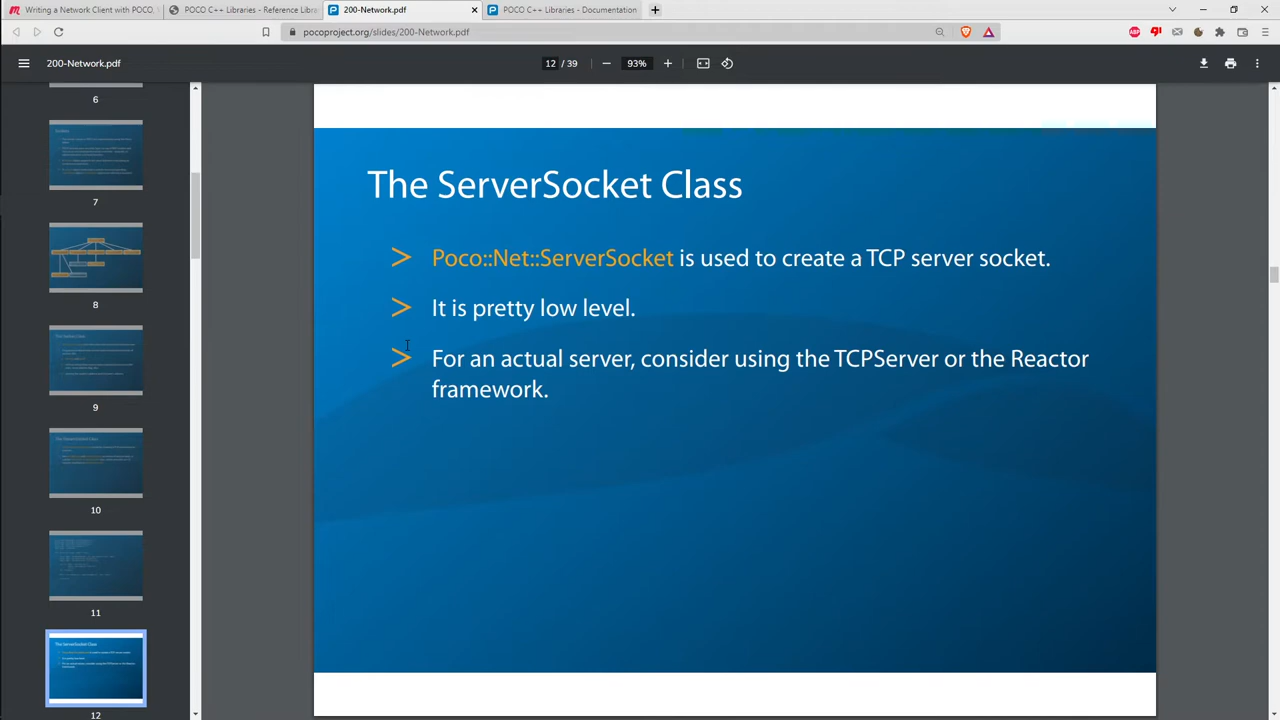 Writing a Network Client with POCO,
POCO C++ Libraries - Reference Libra
200-Network.pdf
POCO C++ Libraries - Documentation
pocoproject.org/slides/200-Network.pdf
200-Network.pdf
12 / 39
93%
6
7
8
9
10
11
The ServerSocket Class
12
The ServerSocket Class
> Poco::Net::ServerSocket is used to create a TCP server socket.
> It is pretty low level.
> For an actual server, consider using the TCPServer or the Reactor
framework.